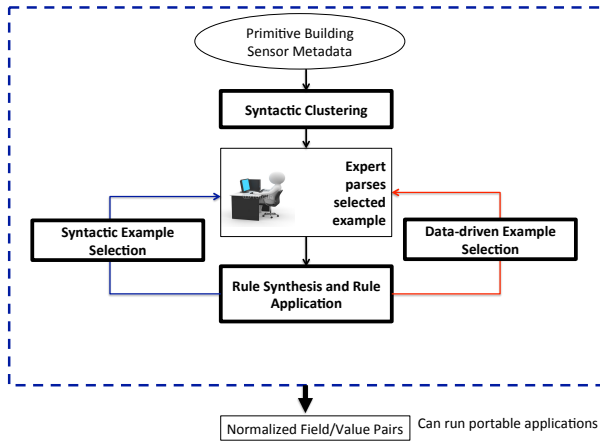 Primitive Building
Sensor Metadata
Syntactic Clustering
Expert
parses
selected
example
Syntactic Example
Selection
Data-driven Example
Selection
Rule Synthesis and Rule
Application
Normalized Field/Value Pairs
Can run portable applications